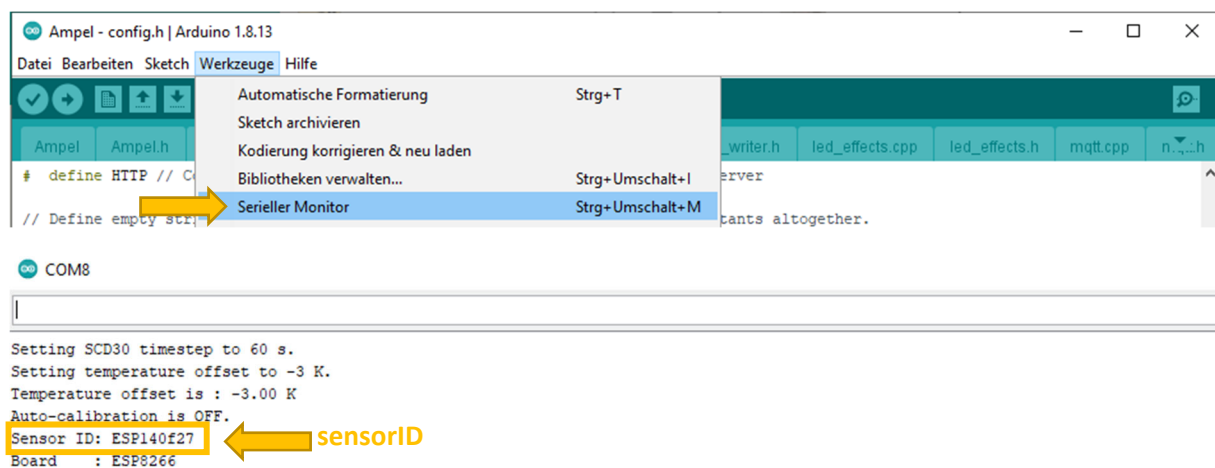 Ampel - config.h | Arduino 1.8.13
Datei Bearbeiten Sketch Werkzeuge Hilfe
Automatische Formatierung Strg+T
Sketch archivieren
Kodierung korrigieren & neu laden
Bibliotheken verwalten... Strg+Umschalt+I
Serieller Monitor Strg+Umschalt+M
Ampel Ampel.h _writer.h led_effects.cpp led_effects.h mqtt.cpp
# define HTTP // erver
// Define empty tants altogether.
COM8
Setting SCD30 timestep to 60 s.
Setting temperature offset to -3 K.
Temperature offset is : -3.00 K
Auto-calibration is OFF.
Sensor ID: ESP140f27 sensorID
Board : ESP8266